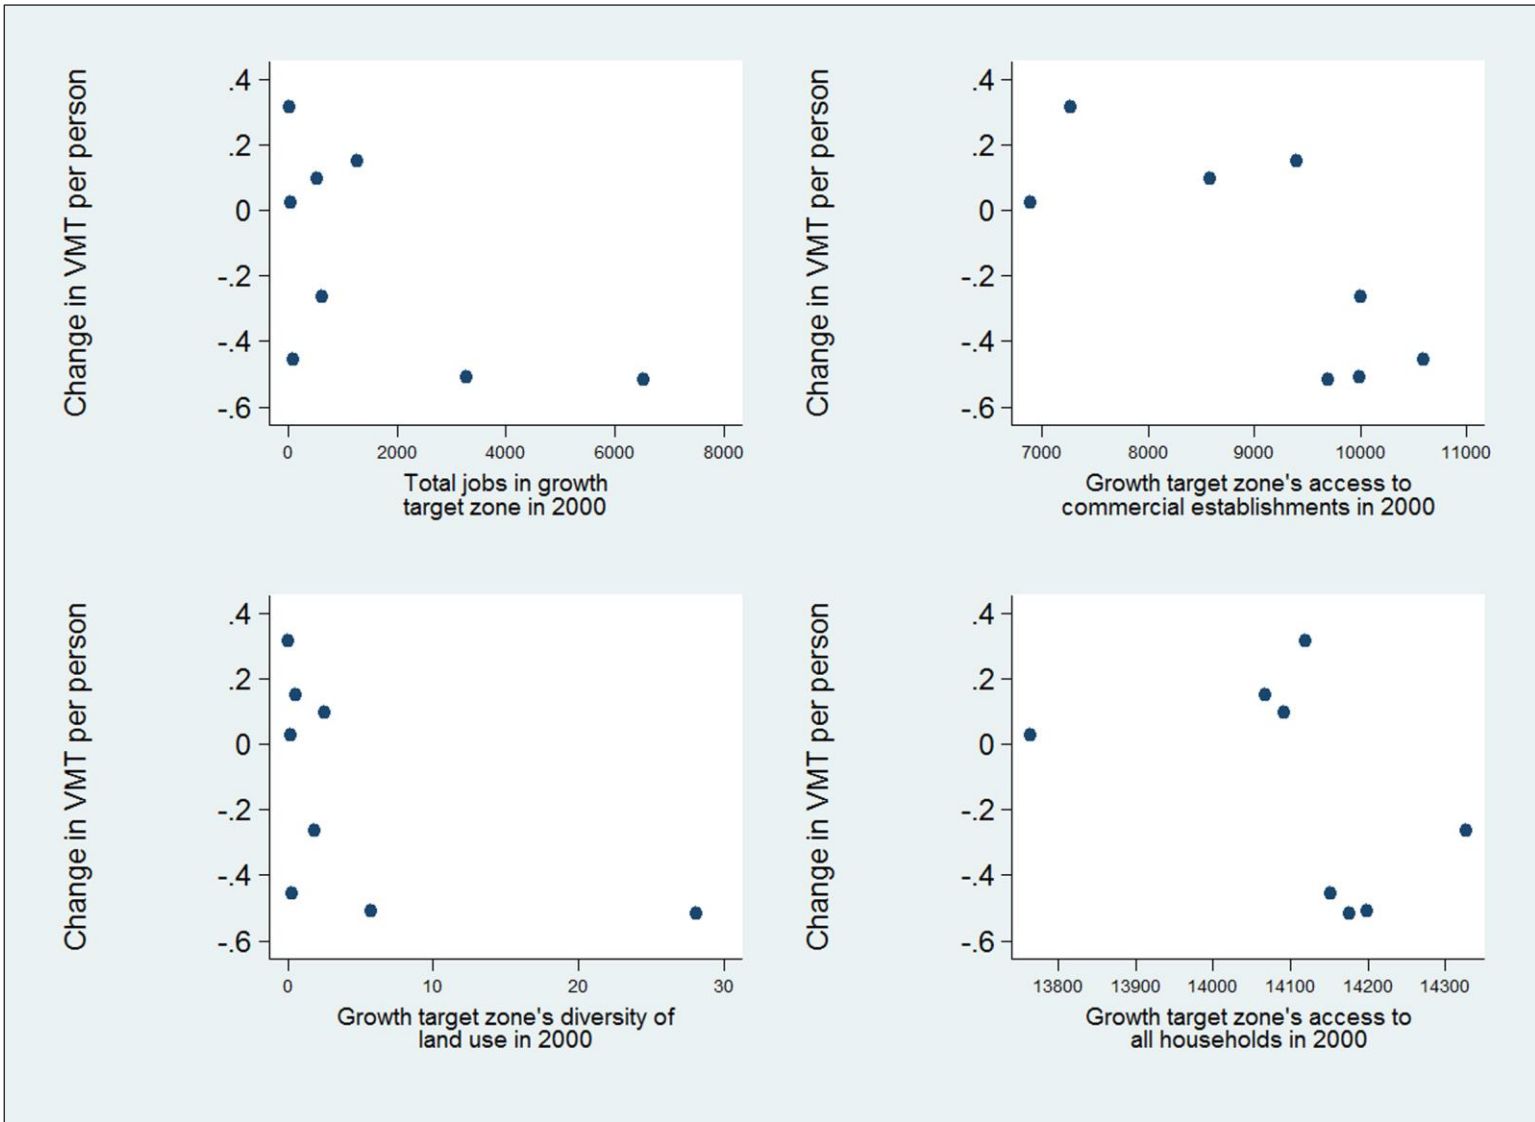 Change in VMT per person
.4
.2
0
-.2
-.4
-.6
0 2000 4000 6000 8000
Total jobs in growth
target zone in 2000
Change in VMT per person
.4
.2
0
-.2
-.4
-.6
7000 8000 9000 10000 11000
Growth target zone's access to
commercial establishments in 2000
Change in VMT per person
.4
.2
0
-.2
-.4
-.6
0 10 20 30
Growth target zone's diversity of
land use in 2000
Change in VMT per person
.4
.2
0
-.2
-.4
-.6
13800 13900 14000 14100 14200 14300
Growth target zone's access to
all households in 2000